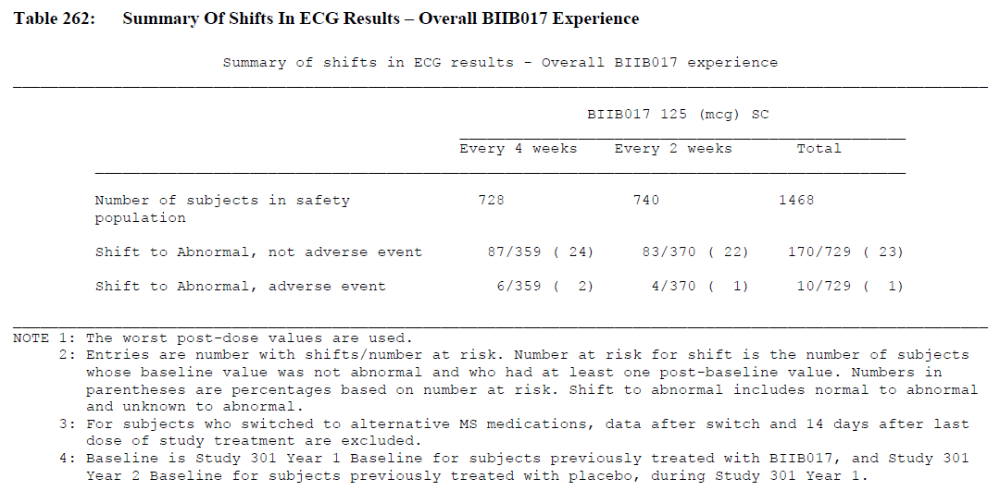 Table 262: Summary Of Shifts In ECG Results – Overall BIIB017 Experience
Summary of shifts in ECG results - Overall BIIB017 experience
BIIB017 125 (mcg) SC
Every 4 weeks Every 2 weeks Total
Number of subjects in safety 728 740 1468
population
Shift to Abnormal, not adverse event 87/359 ( 24) 83/370 ( 22) 170/729 ( 23)
Shift to Abnormal, adverse event 6/359 ( 2) 4/370 ( 1) 10/729 ( 1)
NOTE 1: The worst post-dose values are used.
2: Entries are number with shifts/number at risk. Number at risk for shift is the number of subjects
whose baseline value was not abnormal and who had at least one post-baseline value. Numbers in
parentheses are percentages based on number at risk. Shift to abnormal includes normal to abnormal
and unknown to abnormal.
3: For subjects who switched to alternative MS medications, data after switch and 14 days after last
dose of study treatment are excluded.
4: Baseline is Study 301 Year 1 Baseline for subjects previously treated with BIIB017, and Study 301
Year 2 Baseline for subjects previously treated with placebo, during Study 301 Year 1.